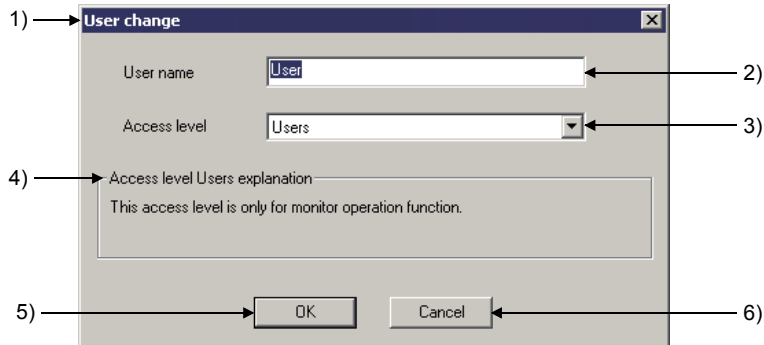 1) User change
User name User 2)
Access level Users 3)
4) Access level Users explanation
This access level is only for monitor operation function.
5) OK Cancel 6)